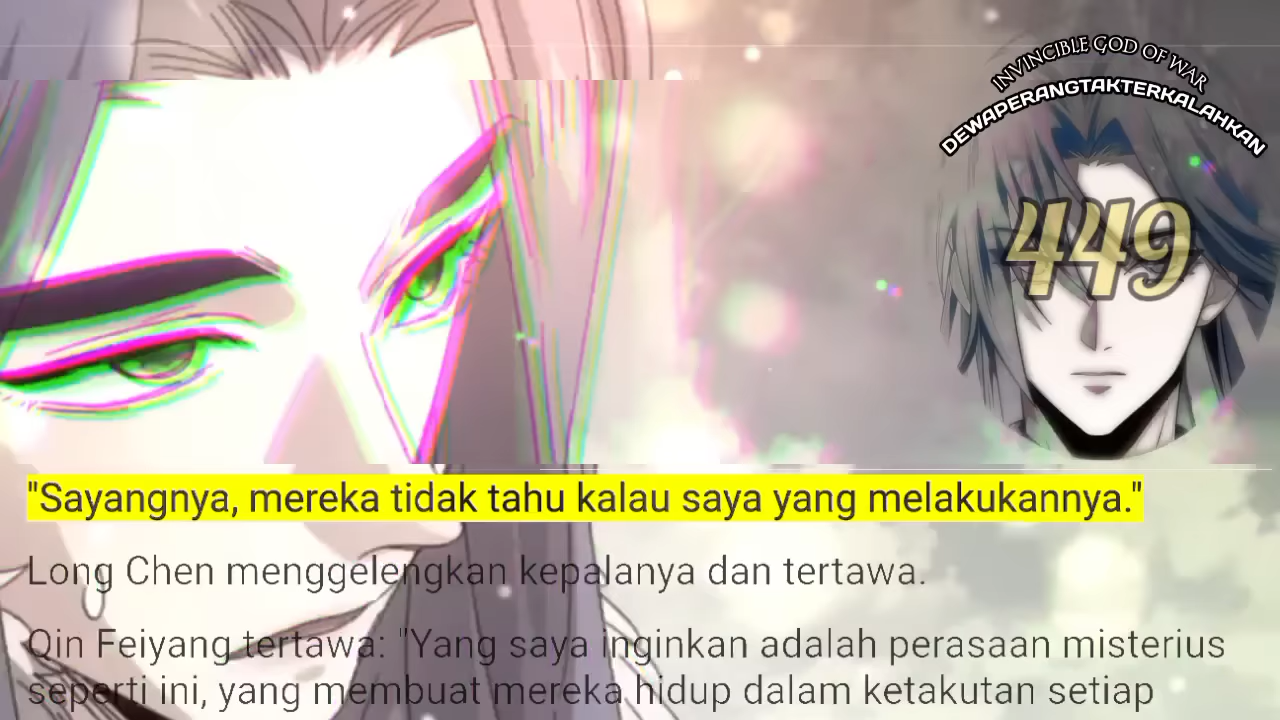 INVINCIBLE GOD OF WAR
DEWAPERANGTAKTERKALAHKAN
449
"Sayangnya, mereka tidak tahu kalau saya yang melakukannya."
Long Chen menggelengkan kepalanya dan tertawa.
Qin Feiyang tertawa: "Yang saya inginkan adalah perasaan misterius
seperti ini, yang membuat mereka hidup dalam ketakutan setiap